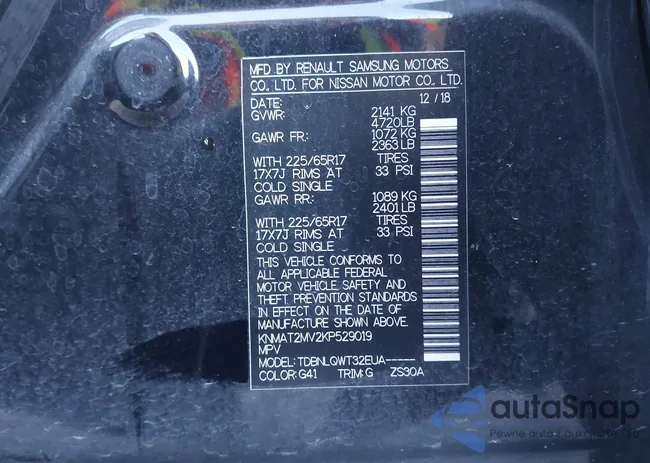 MFD BY RENAULT SAMSUNG MOTORS
CO., LTD. FOR NISSAN MOTOR CO., LTD.
DATE: 12 / 18
GVWR: 2141 KG
4720LB
GAWR FR: 1072 KG
2363LB
WITH 225/65R17 TIRES
17X7J RIMS AT 33 PSI
COLD SINGLE
GAWR RR: 1089 KG
2401LB
WITH 225/65R17 TIRES
17X7J RIMS AT 33 PSI
COLD SINGLE
THIS VEHICLE CONFORMS TO
ALL APPLICABLE FEDERAL
MOTOR VEHICLE SAFETY AND
THEFT PREVENTION STANDARDS
IN EFFECT ON THE DATE OF
MANUFACTURE SHOWN ABOVE.
KNMAT2MV2KP529019
MPV
MODEL: TDBNLQWT32EUA-----
COLOR: G41 TRIM: G ZS30A
autaSnap
Pewne auta